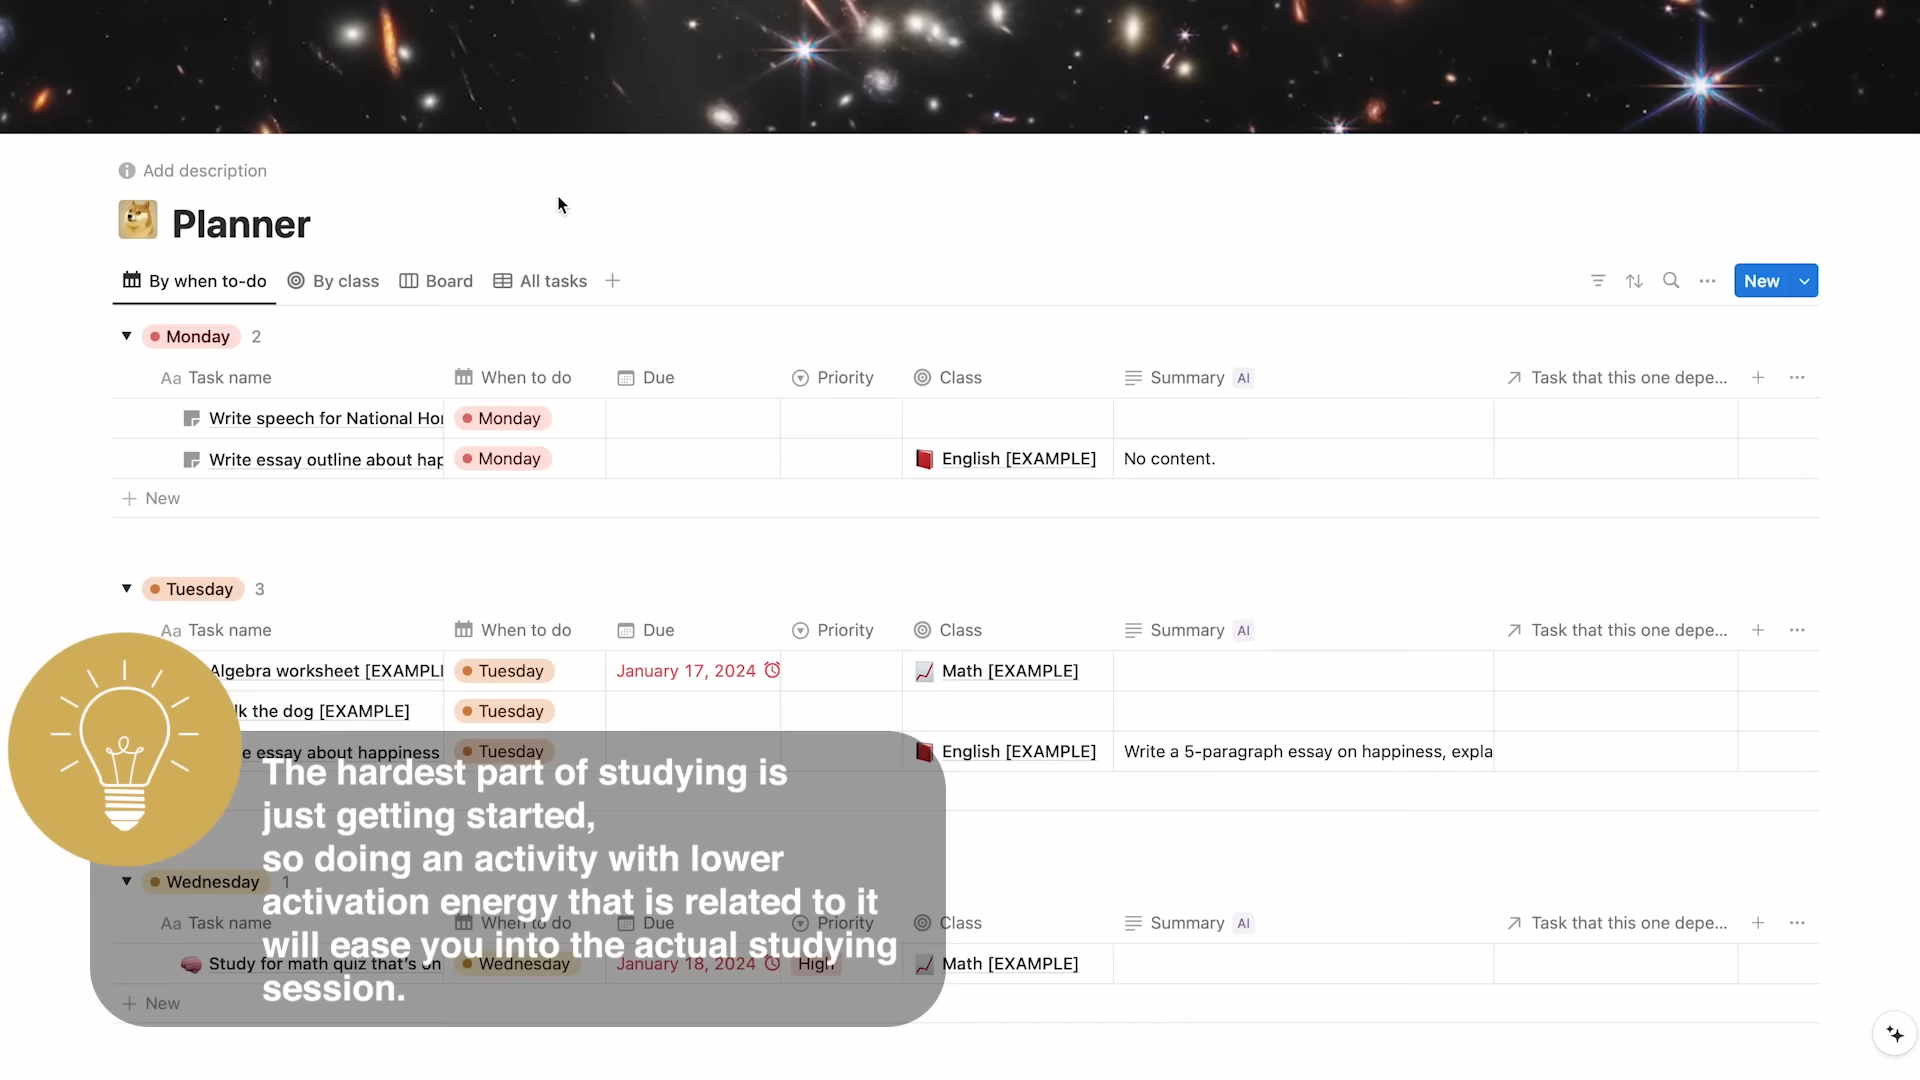 Add description
Planner
By when to-do By class Board All tasks New
Monday 2
Aa Task name When to do Due Priority Class Summary AI Task that this one depe...
Write speech for National Hor Monday
Write essay outline about hap Monday English [EXAMPLE] No content.
New
Tuesday 3
Aa Task name When to do Due Priority Class Summary AI Task that this one depe...
Algebra worksheet [EXAMPL Tuesday January 17, 2024 Math [EXAMPLE]
lk the dog [EXAMPLE] Tuesday
e essay about happiness Tuesday English [EXAMPLE] Write a 5-paragraph essay on happiness, expla
The hardest part of studying is
just getting started,
so doing an activity with lower
activation energy that is related to it
will ease you into the actual studying
session.
Wednesday 1
Aa Task name When to do Due Priority Class Summary AI Task that this one depe...
Study for math quiz that's on Wednesday January 18, 2024 High Math [EXAMPLE]
New